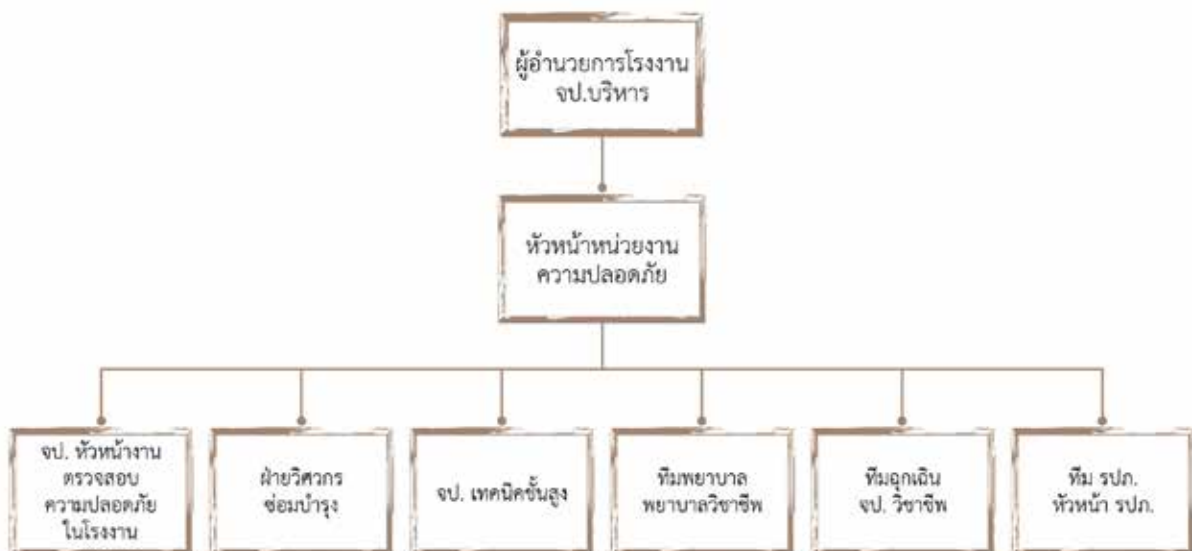 ผู้อำนวยการโรงงาน
จป.บริหาร
หัวหน้าหน่วยงาน
ความปลอดภัย
จป. หัวหน้างาน
ตรวจสอบ
ความปลอดภัย
ในโรงงาน
ฝ่ายวิศวกร
ซ่อมบำรุง
จป. เทคนิคชั้นสูง
ทีมพยาบาล
พยาบาลวิชาชีพ
ทีมฉุกเฉิน
จป. วิชาชีพ
ทีม รปภ.
หัวหน้า รปภ.